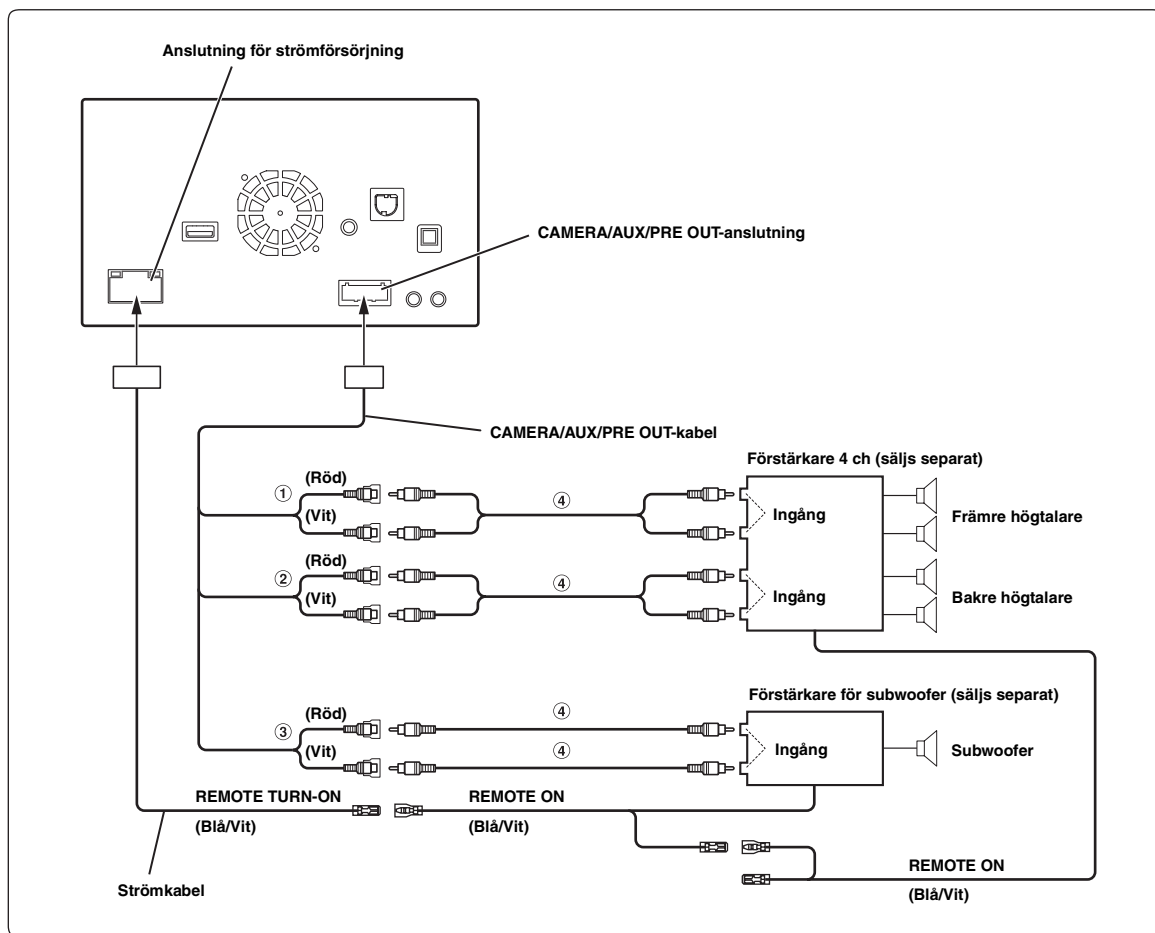 Anslutning för strömförsörjning
CAMERA/AUX/PRE OUT-anslutning
CAMERA/AUX/PRE OUT-kabel
Förstärkare 4 ch (säljs separat)
① (Röd)
(Vit)
④
Ingång
Främre högtalare
② (Röd)
(Vit)
④
Ingång
Bakre högtalare
Förstärkare för subwoofer (säljs separat)
③ (Röd)
(Vit)
④
④
Ingång
Subwoofer
REMOTE TURN-ON
(Blå/Vit)
REMOTE ON
(Blå/Vit)
REMOTE ON
(Blå/Vit)
Strömkabel